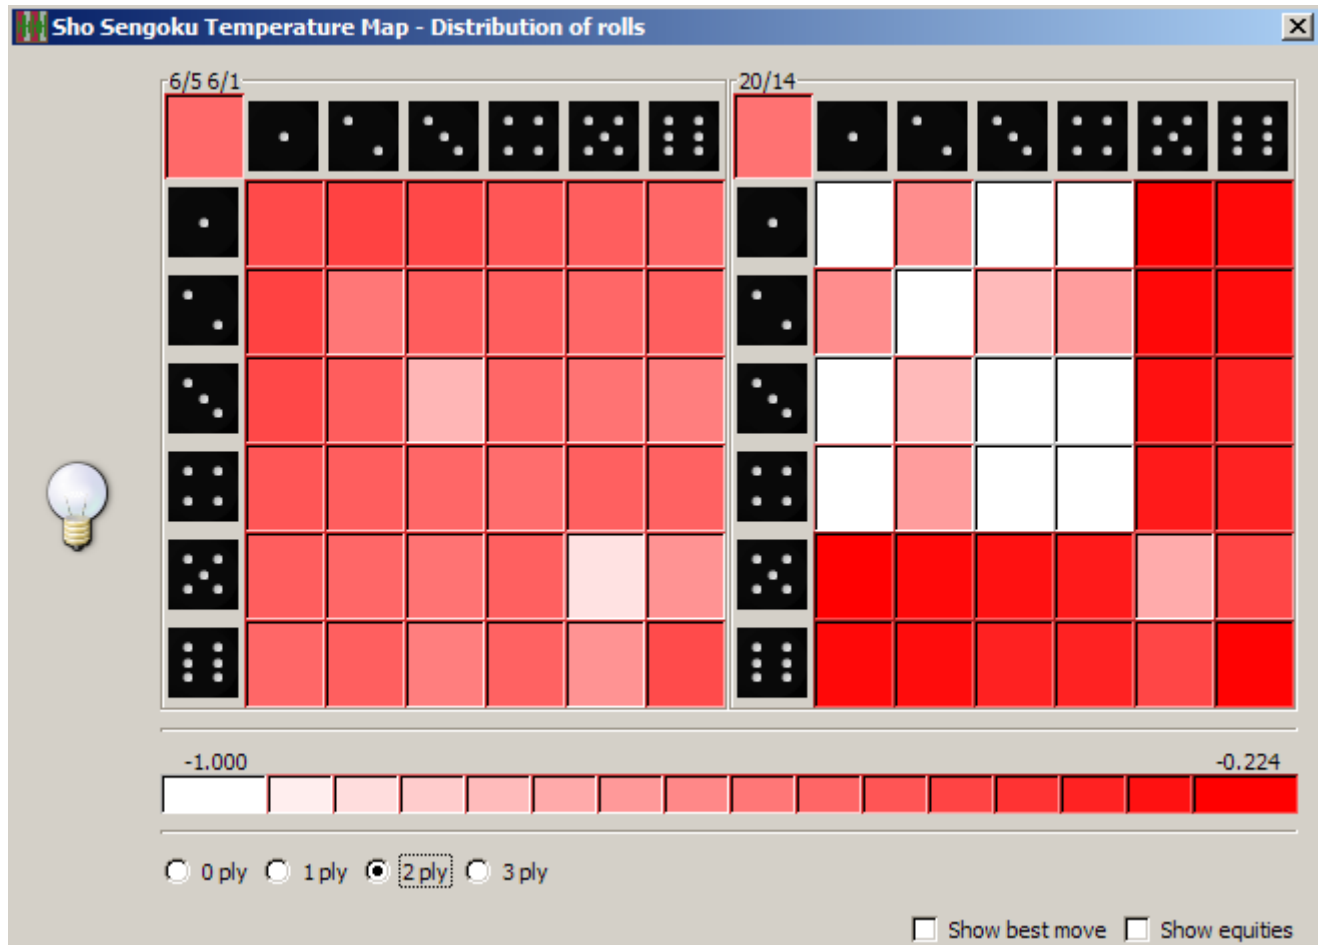 Sho Sengoku Temperature Map - Distribution of rolls
6/5 6/1
20/14
-1.000
-0.224
0 ply
1 ply
2 ply
3 ply
Show best move
Show equities